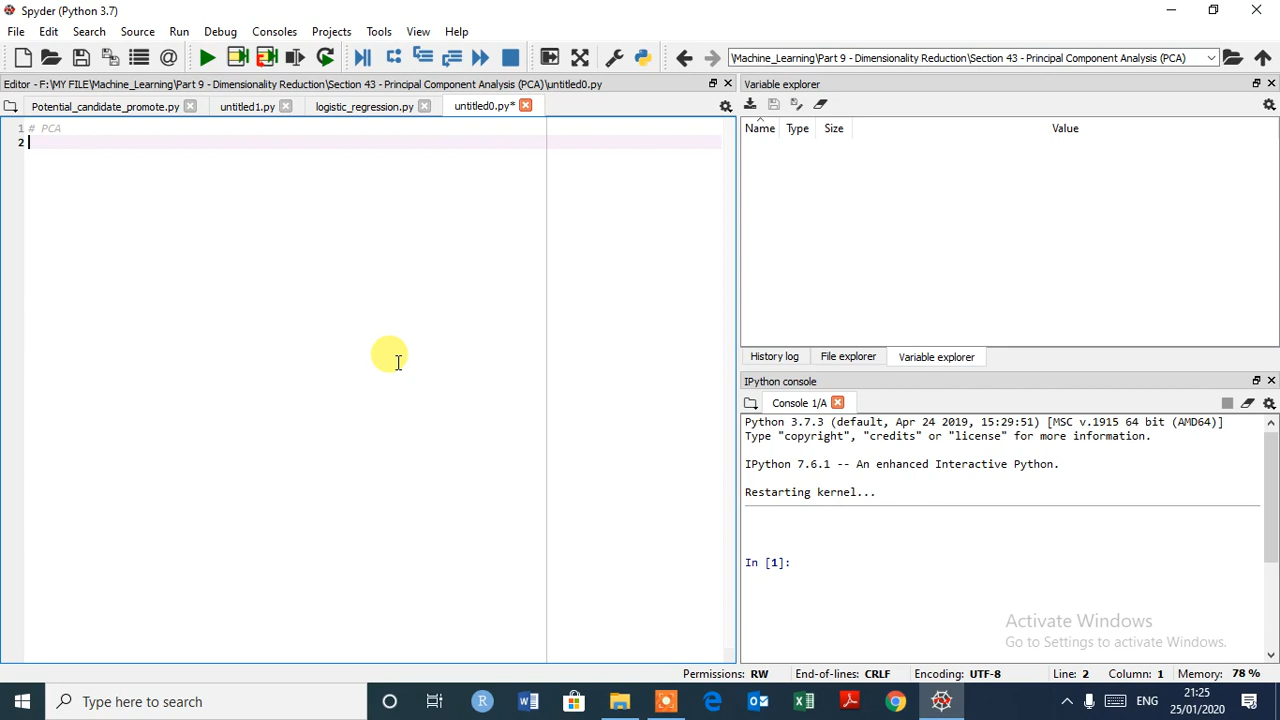 Spyder (Python 3.7)
File Edit Search Source Run Debug Consoles Projects Tools View Help
\Machine_Learning\Part 9 - Dimensionality Reduction\Section 43 - Principal Component Analysis (PCA)
Editor - F:\MY FILE\Machine_Learning\Part 9 - Dimensionality Reduction\Section 43 - Principal Component Analysis (PCA)\untitled0.py
Potential_candidate_promote.py untitled1.py logistic_regression.py untitled0.py*
1 # PCA
2
Variable explorer
Name Type Size Value
History log File explorer Variable explorer
IPython console
Console 1/A
Python 3.7.3 (default, Apr 24 2019, 15:29:51) [MSC v.1915 64 bit (AMD64)]
Type "copyright", "credits" or "license" for more information.
IPython 7.6.1 -- An enhanced Interactive Python.
Restarting kernel...
In [1]:
Activate Windows
Go to Settings to activate Windows.
Permissions: RW End-of-lines: CRLF Encoding: UTF-8 Line: 2 Column: 1 Memory: 78 %
Type here to search
ENG
21:25
25/01/2020